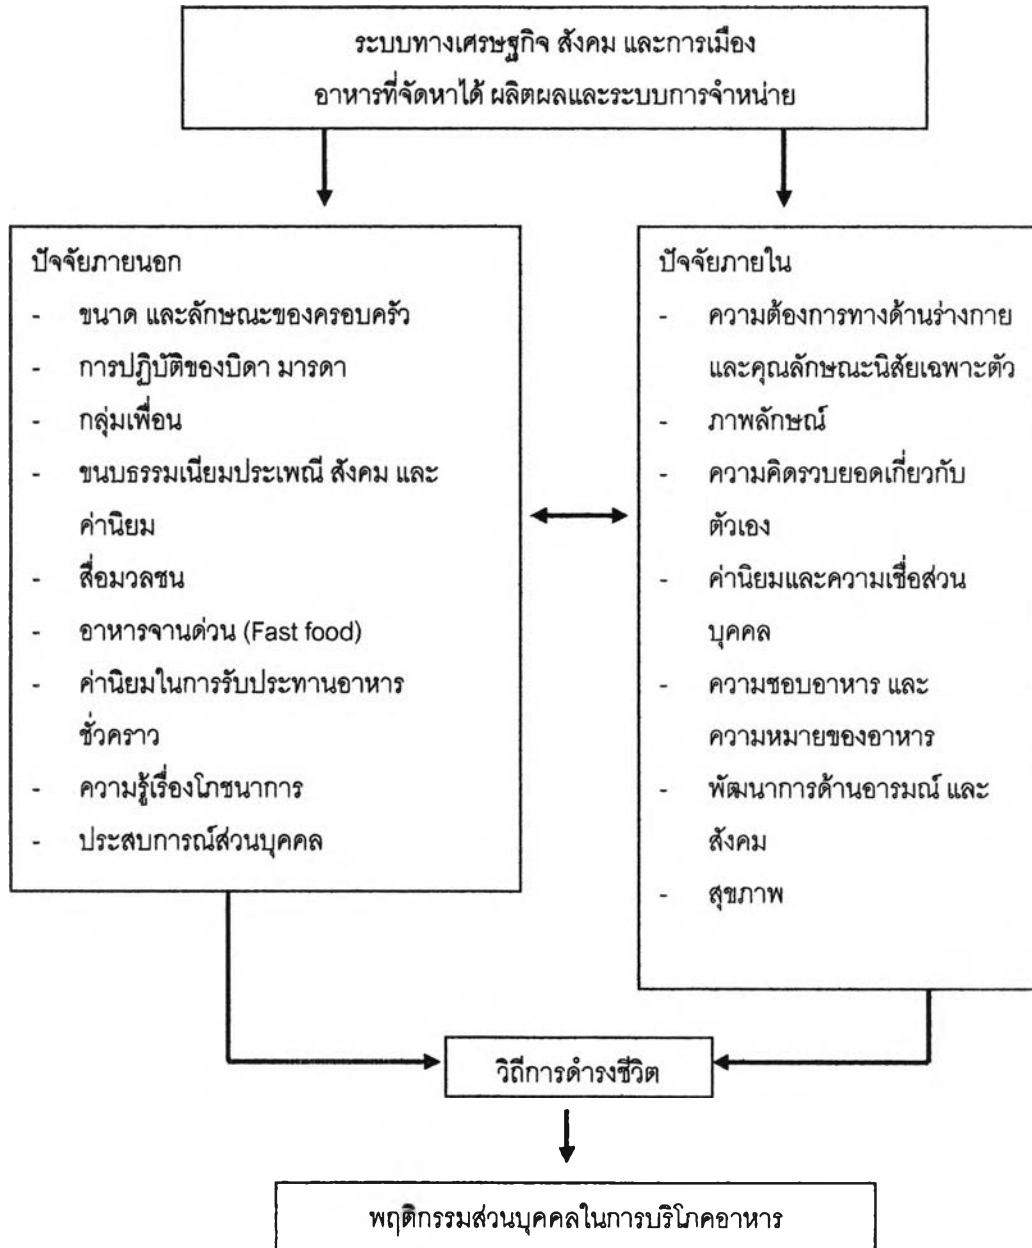 ระบบทางเศรษฐกิจ สังคม และการเมือง
อาหารที่จัดหาได้ ผลิตผลและระบบการจำหน่าย
ปัจจัยภายนอก
- ขนาด และลักษณะของครอบครัว
- การปฏิบัติของบิดา มารดา
- กลุ่มเพื่อน
- ขนบธรรมเนียมประเพณี สังคม และ
ค่านิยม
- สื่อมวลชน
- อาหารจานด่วน (Fast food)
- ค่านิยมในการรับประทานอาหาร
ชั่วคราว
- ความรู้เรื่องโภชนาการ
- ประสบการณ์ส่วนบุคคล
ปัจจัยภายใน
- ความต้องการทางด้านร่างกาย
และคุณลักษณะนิสัยเฉพาะตัว
- ภาพลักษณ์
- ความคิดรวบยอดเกี่ยวกับ
ตัวเอง
- ค่านิยมและความเชื่อส่วน
บุคคล
- ความชอบอาหาร และ
ความหมายของอาหาร
- พัฒนาการด้านอารมณ์ และ
สังคม
- สุขภาพ
วิถีการดำรงชีวิต
พฤติกรรมส่วนบุคคลในการบริโภคอาหาร